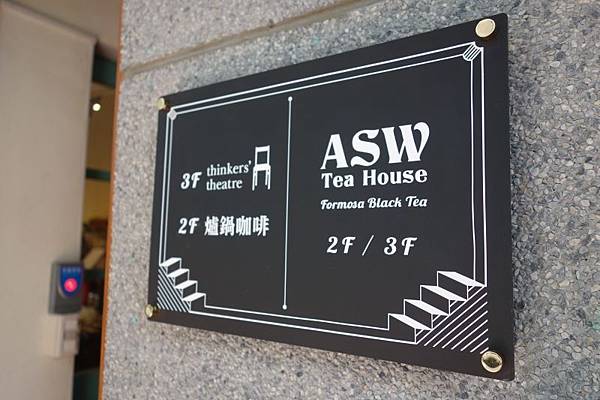 3F thinkers'
theatre
2F 爐鍋咖啡
ASW
Tea House
Formosa Black Tea
2F / 3F